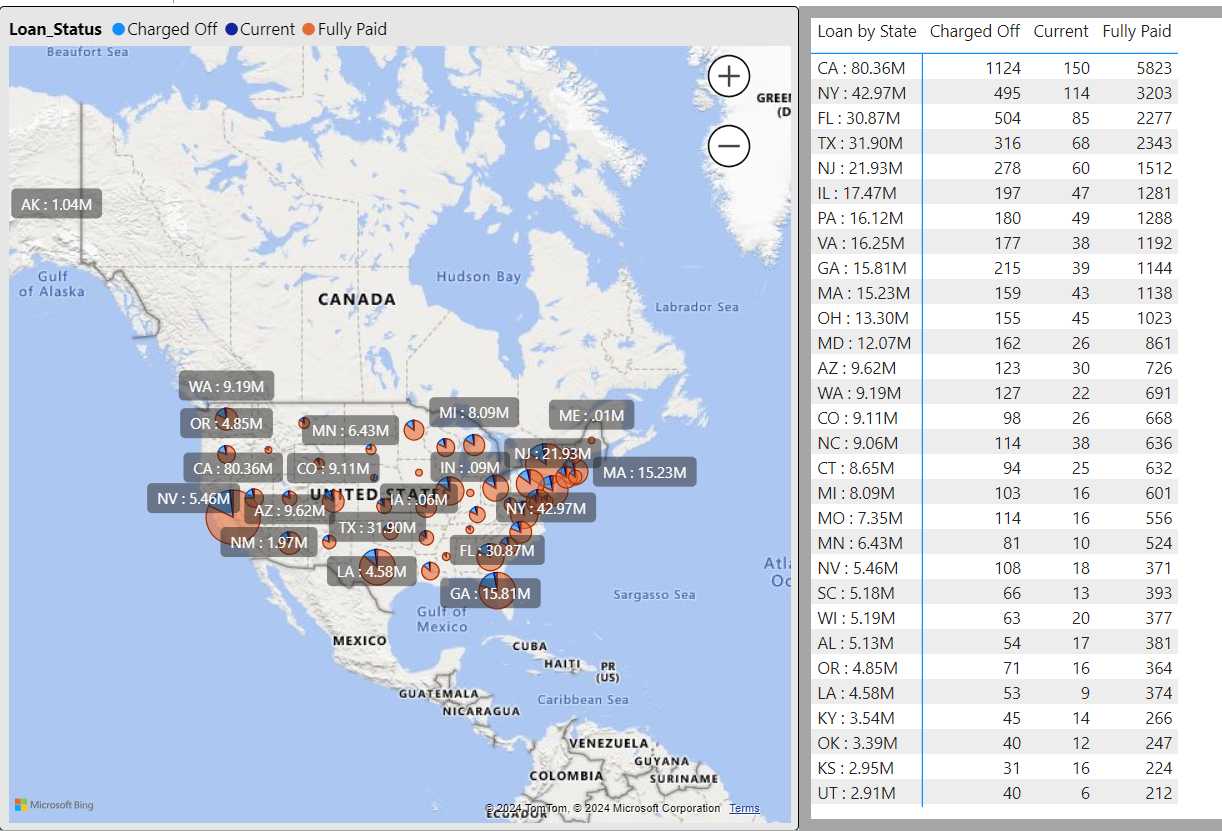 Loan_Status Charged Off Current Fully Paid
Beaufort Sea
GREE
(D
AK : 1.04M
Gulf
of Alaska
Hudson Bay
CANADA
Labrador Sea
WA : 9.19M
OR : 4.85M
MN : 6.43M
MI : 8.09M
ME : .01M
CA : 80.36M
CO : 9.11M
IN : .09M
NJ : 21.93M
MA : 15.23M
NV : 5.46M
UNITED STAT
AZ : 9.62M
IA : .06M
NY : 42.97M
TX : 31.90M
NM : 1.97M
FL : 30.87M
LA : 4.58M
GA : 15.81M
Atla
Oc
Sargasso Sea
Gulf of
Mexico
MEXICO
CUBA
HAITI
PR
(US)
Caribbean Sea
GUATEMALA
NICARAGUA
VENEZUELA
GUYANA
COLOMBIA
SURINAME
ECUADOR
Microsoft Bing
© 2024 TomTom, © 2024 Microsoft Corporation Terms
Loan by State Charged Off Current Fully Paid
CA : 80.36M 1124 150 5823
NY : 42.97M 495 114 3203
FL : 30.87M 504 85 2277
TX : 31.90M 316 68 2343
NJ : 21.93M 278 60 1512
IL : 17.47M 197 47 1281
PA : 16.12M 180 49 1288
VA : 16.25M 177 38 1192
GA : 15.81M 215 39 1144
MA : 15.23M 159 43 1138
OH : 13.30M 155 45 1023
MD : 12.07M 162 26 861
AZ : 9.62M 123 30 726
WA : 9.19M 127 22 691
CO : 9.11M 98 26 668
NC : 9.06M 114 38 636
CT : 8.65M 94 25 632
MI : 8.09M 103 16 601
MO : 7.35M 114 16 556
MN : 6.43M 81 10 524
NV : 5.46M 108 18 371
SC : 5.18M 66 13 393
WI : 5.19M 63 20 377
AL : 5.13M 54 17 381
OR : 4.85M 71 16 364
LA : 4.58M 53 9 374
KY : 3.54M 45 14 266
OK : 3.39M 40 12 247
KS : 2.95M 31 16 224
UT : 2.91M 40 6 212